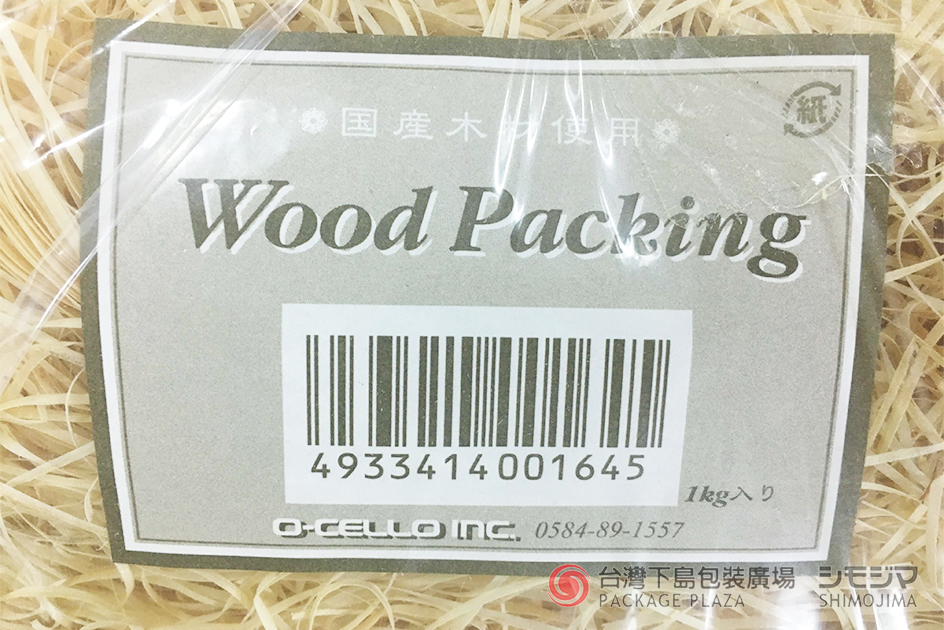 国産木材使用
紙
Wood Packing
4933414001645
1kg入り
O-CELLO INC. 0584-89-1557
台灣下島包裝廣場 シモジマ
PACKAGE PLAZA SHIMOJIMA